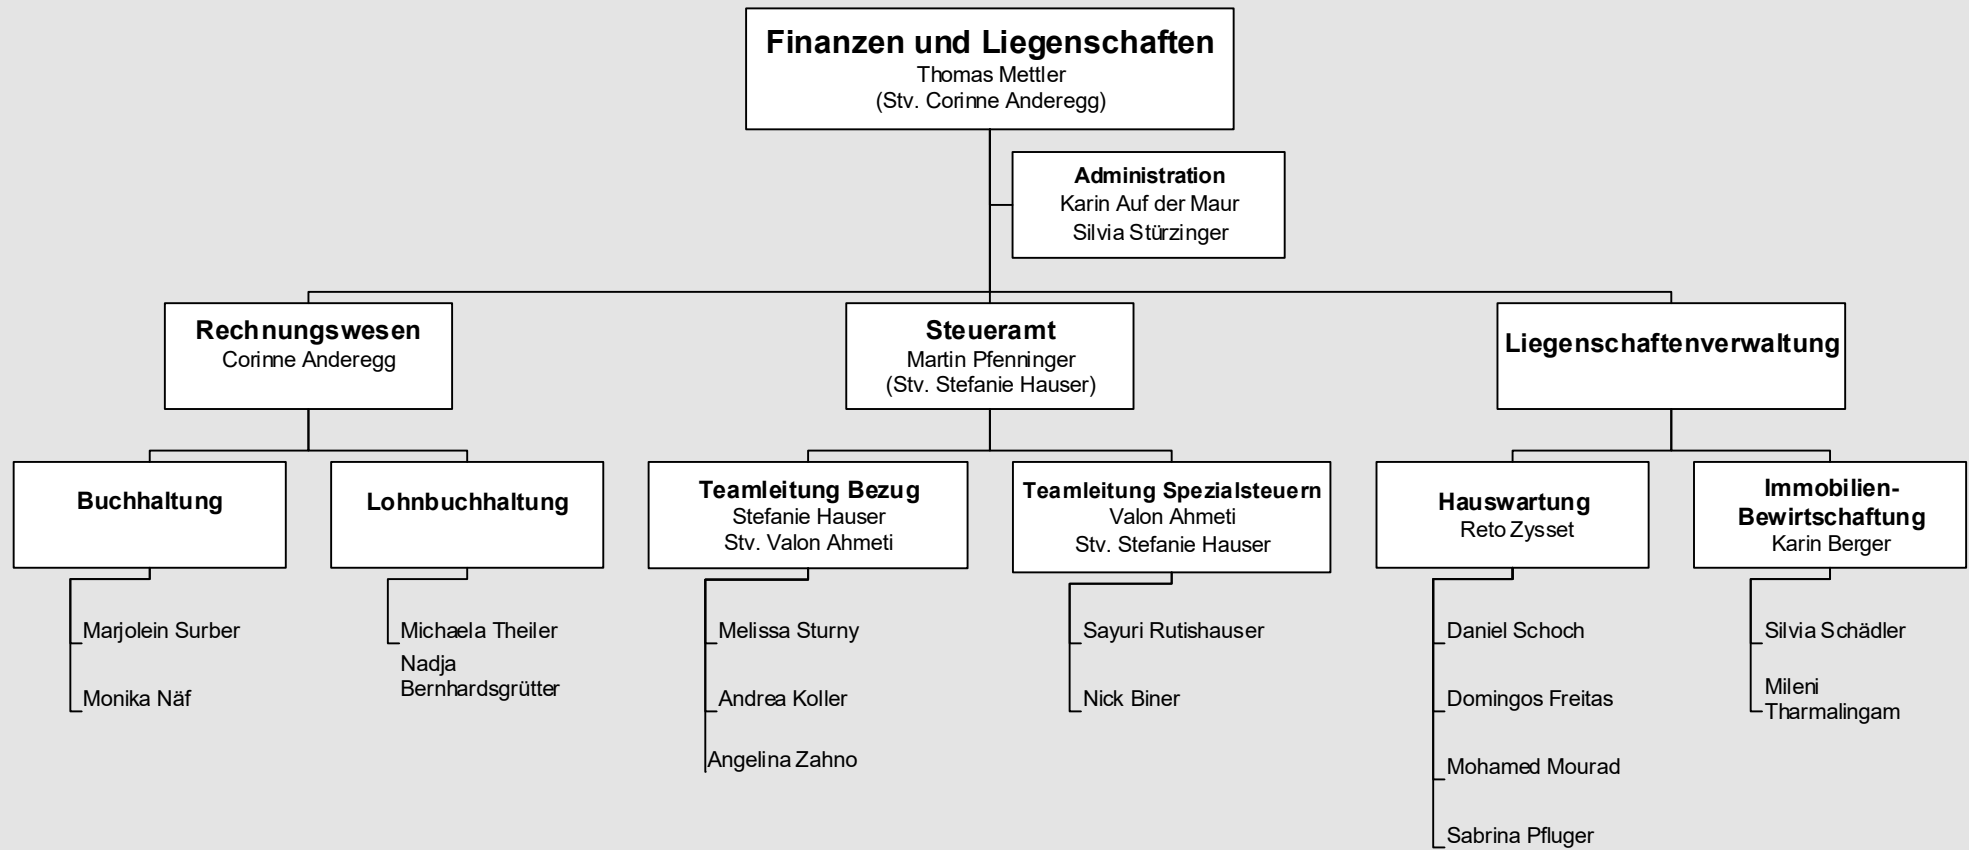 Finanzen und Liegenschaften
Thomas Mettler
(Stv. Corinne Anderegg)
Administration
Karin Auf der Maur
Silvia Stürzinger
Rechnungswesen
Corinne Anderegg
Steueramt
Martin Pfenninger
(Stv. Stefanie Hauser)
Liegenschaftenverwaltung
Buchhaltung
Lohnbuchhaltung
Teamleitung Bezug
Stefanie Hauser
Stv. Valon Ahmeti
Teamleitung Spezialsteuern
Valon Ahmeti
Stv. Stefanie Hauser
Hauswartung
Reto Zysset
Immobilien-
Bewirtschaftung
Karin Berger
Marjolein Surber
Monika Näf
Michaela Theiler
Nadja
Bernhardsgrütter
Melissa Sturny
Andrea Koller
Angelina Zahno
Sayuri Rutishauser
Nick Biner
Daniel Schoch
Domingos Freitas
Mohamed Mourad
Sabrina Pfluger
Silvia Schädler
Mileni
Tharmalingam